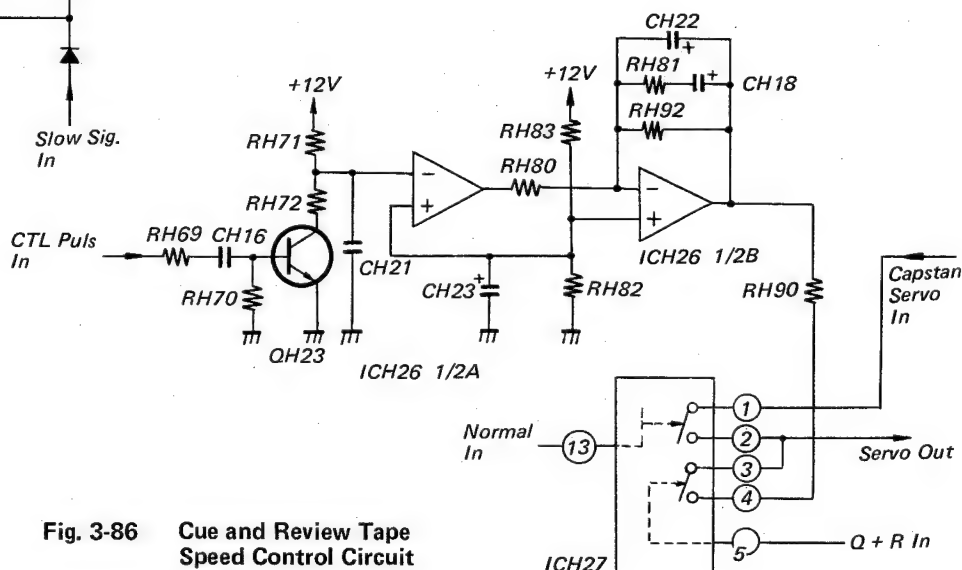 CH22
RH81
CH18
RH92
+12V
+12V
Slow Sig.
In
RH71
RH83
RH80
RH72
CTL Puls
In
RH69
CH16
RH70
QH23
CH21
CH23
ICH26 1/2A
ICH26 1/2B
RH82
RH90
Capstan
Servo
In
Normal
In
13
1
2
3
4
5
Servo Out
Q + R In
ICH27
Fig. 3-86 Cue and Review Tape
Speed Control Circuit